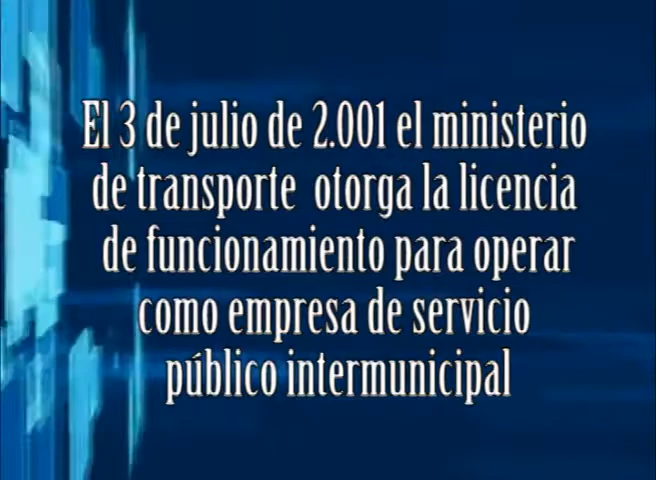 El 3 de julio de 2.001 el ministerio
de transporte otorga la licencia
de funcionamiento para operar
como empresa de servicio
público intermunicipal